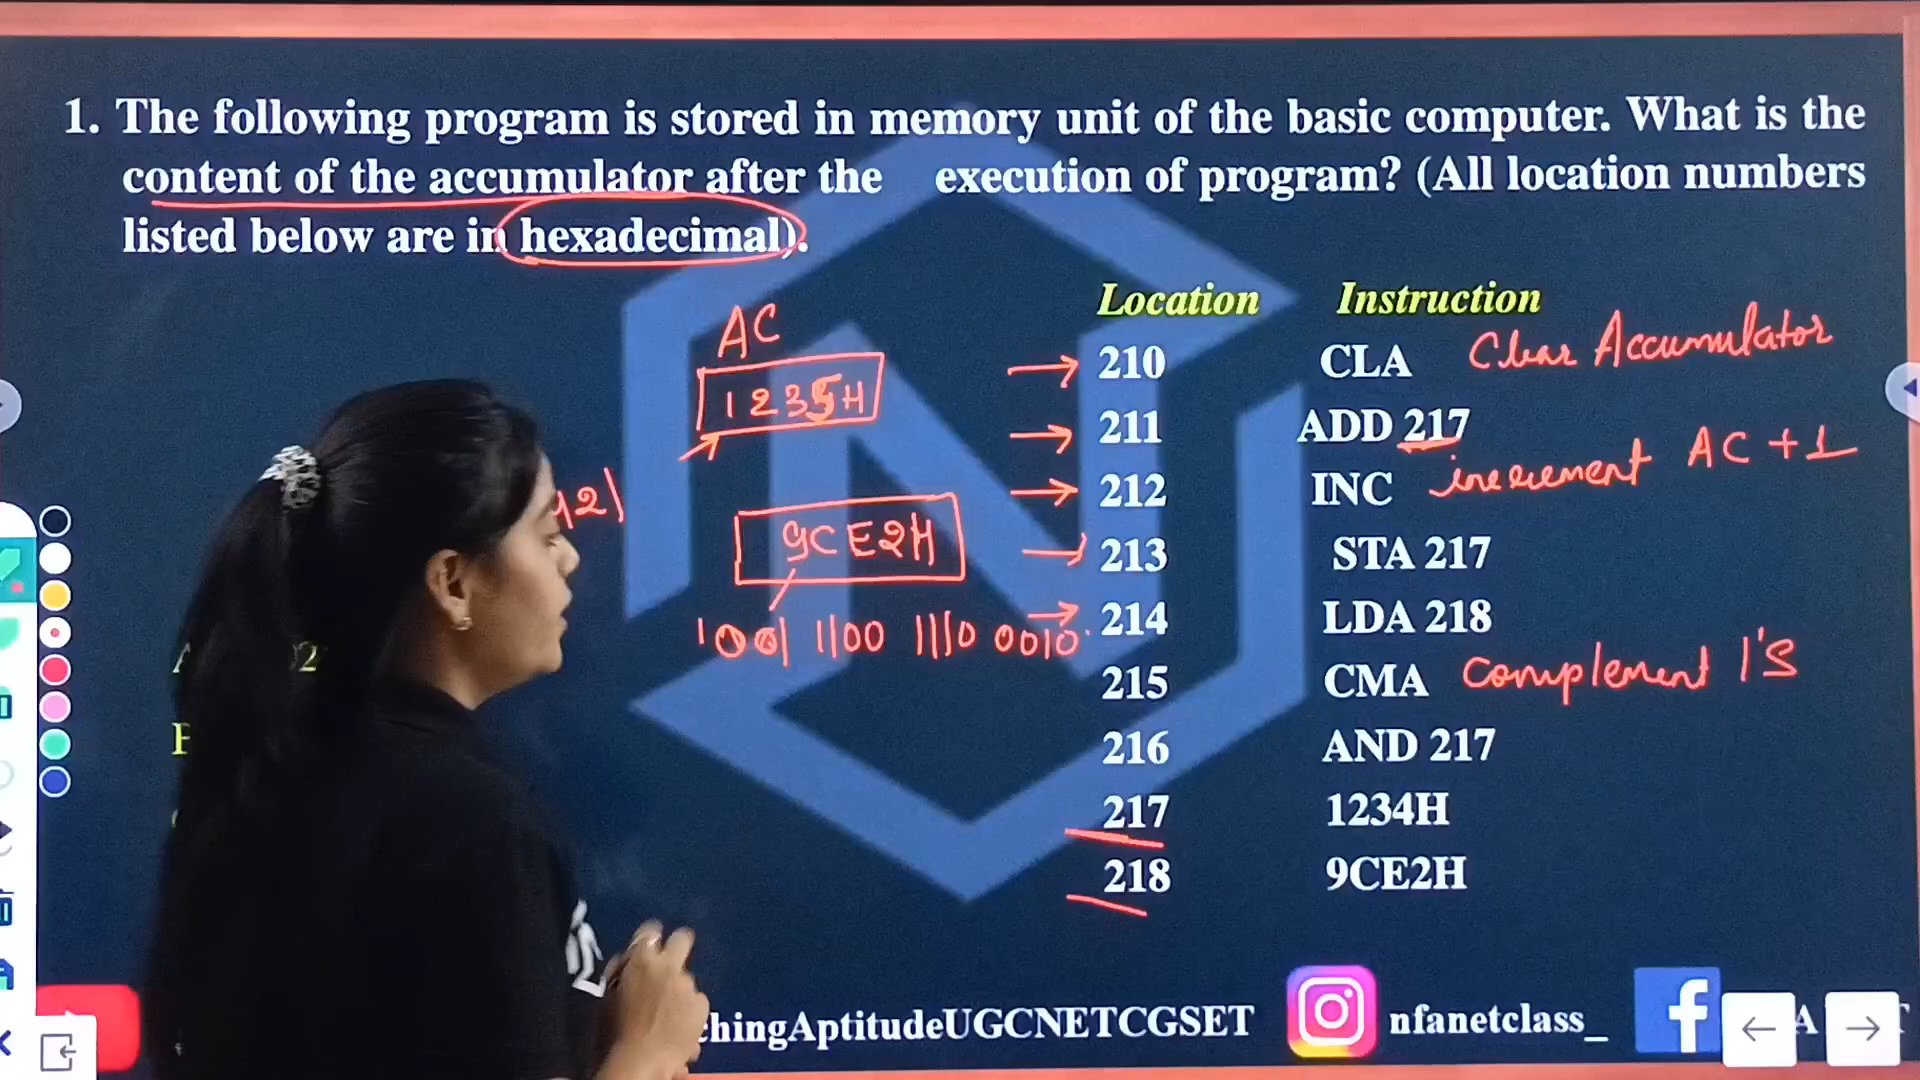 1. The following program is stored in memory unit of the basic computer. What is the
content of the accumulator after the execution of program? (All location numbers
listed below are in hexadecimal).
Location Instruction
AC
210 CLA Clear Accumulator
1235H
211 ADD 217
212 INC increment AC + 1
9CE2H
213 STA 217
214 LDA 218
1001 1100 1110 0010
215 CMA Complement 1'S
216 AND 217
217 1234H
218 9CE2H
hingAptitudeUGCNETCGSET nfanetclass_